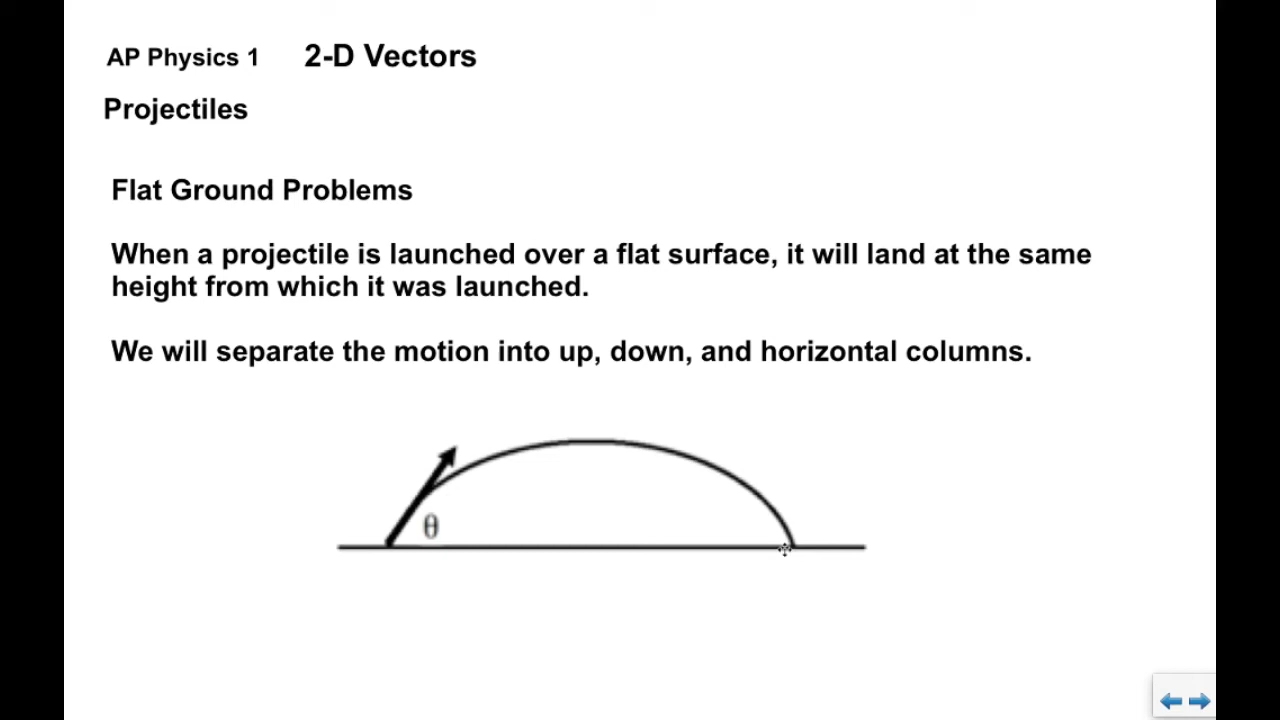 AP Physics 1 2-D Vectors
Projectiles
Flat Ground Problems
When a projectile is launched over a flat surface, it will land at the same
height from which it was launched.
We will separate the motion into up, down, and horizontal columns.
θ